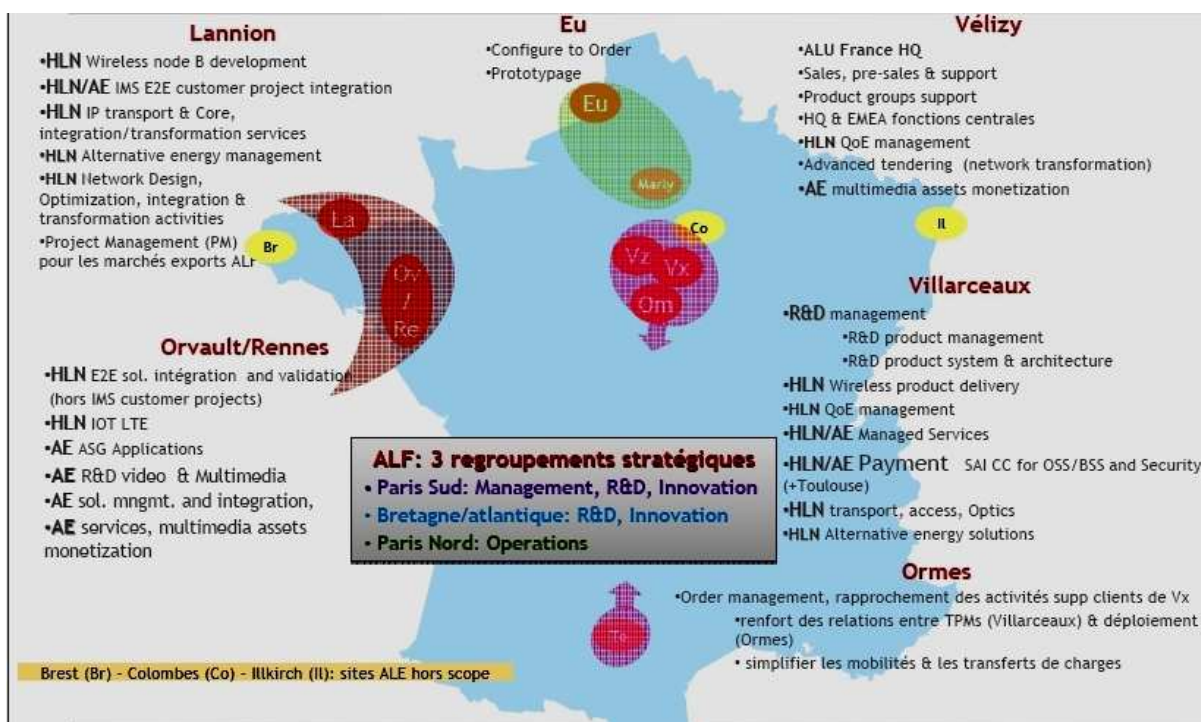 Lannion
•HLN Wireless node B development
•HLN/AE IMS E2E customer project integration
•HLN IP transport & Core,
integration/transformation services
•HLN Alternative energy management
•HLN Network Design,
Optimization, integration &
transformation activities
•Project Management (PM)
pour les marchés exports ALF
Eu
•Configure to Order
•Prototypage
Vélizy
•ALU France HQ
•Sales, pre-sales & support
•Product groups support
•HQ & EMEA fonctions centrales
•HLN QoE management
•Advanced tendering (network transformation)
•AE multimedia assets monetization
Eu
Marly
La
Br
Ov
/
Re
Co
Vz
Vx
Om
Il
Orvault/Rennes
•HLN E2E sol. intégration and validation
(hors IMS customer projects)
•HLN IOT LTE
•AE ASG Applications
•AE R&D video & Multimedia
•AE sol. mngmt. and integration,
•AE services, multimedia assets
monetization
Villarceaux
•R&D management
•R&D product management
•R&D product system & architecture
•HLN Wireless product delivery
•HLN QoE management
•HLN/AE Managed Services
•HLN/AE Payment SAI CC for OSS/BSS and Security
(+Toulouse)
•HLN transport, access, Optics
•HLN Alternative energy solutions
ALF: 3 regroupements stratégiques
• Paris Sud: Management, R&D, Innovation
• Bretagne/atlantique: R&D, Innovation
• Paris Nord: Operations
Ormes
•Order management, rapprochement des activités supp clients de Vx
•renfort des relations entre TPMs (Villarceaux) & déploiement
(Ormes)
• simplifier les mobilités & les transferts de charges
To
Brest (Br) - Colombes (Co) - Illkirch (Il): sites ALE hors scope